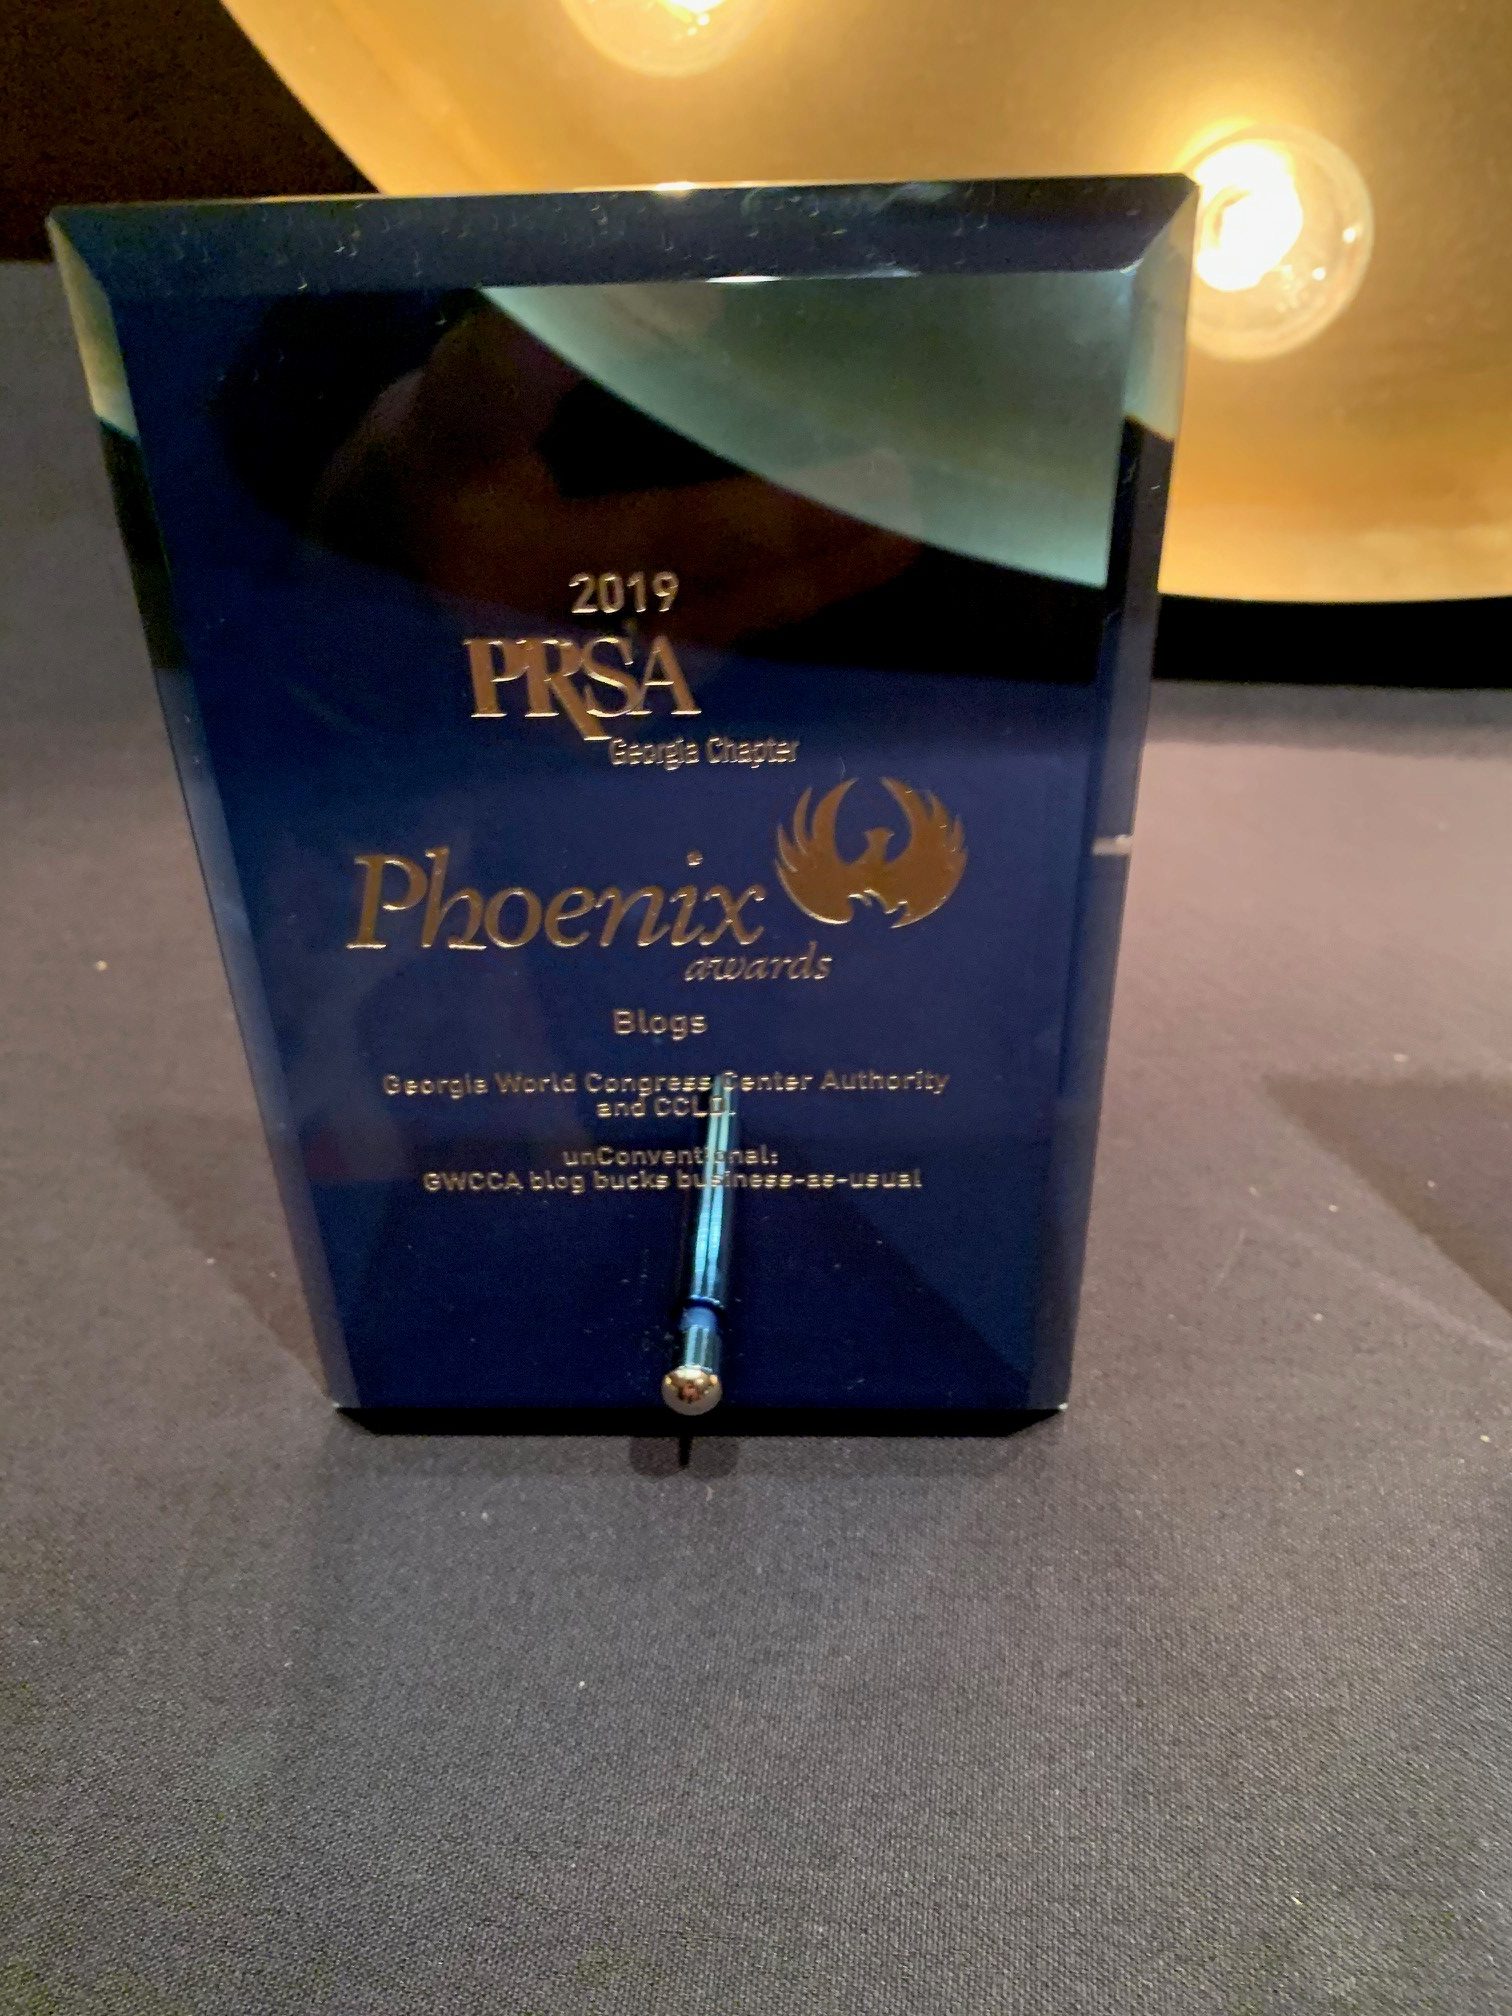 2019
PRSA
Georgia Chapter
Phoenix
awards
Blogs
Georgia World Congress Center Authority
and
unConventional:
GWCCA blog bucks business-as-usual